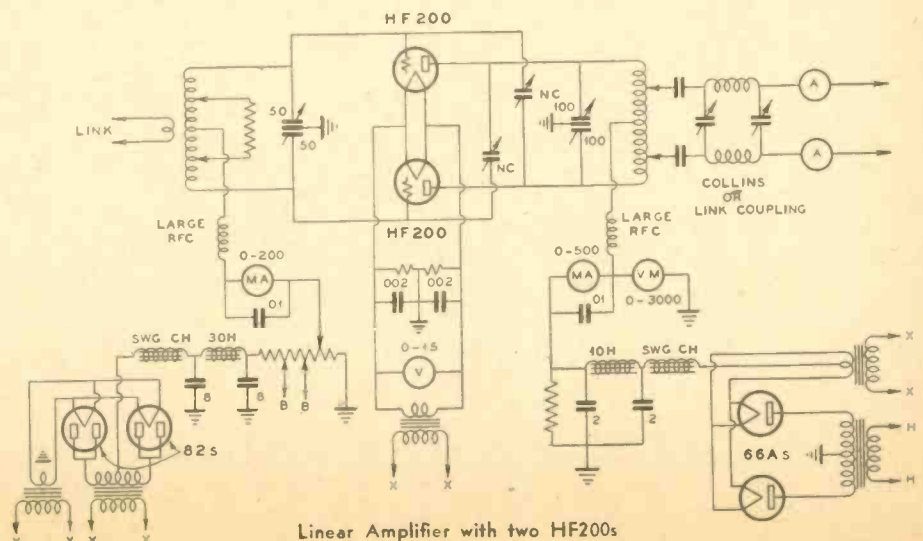 HF200
NC
NC
LINK
50
50
100
100
A
A
COLLINS
OR
LINK COUPLING
HF200
LARGE
RFC
LARGE
RFC
0-200
MA
01
002
002
0-500
MA
VM
0-3000
01
SWG CH
30H
8
8
B
B
0-15
V
10H
SWG CH
2
2
82s
66As
X
X
H
H
X
X
X
X
X
X
Linear Amplifier with two HF200s